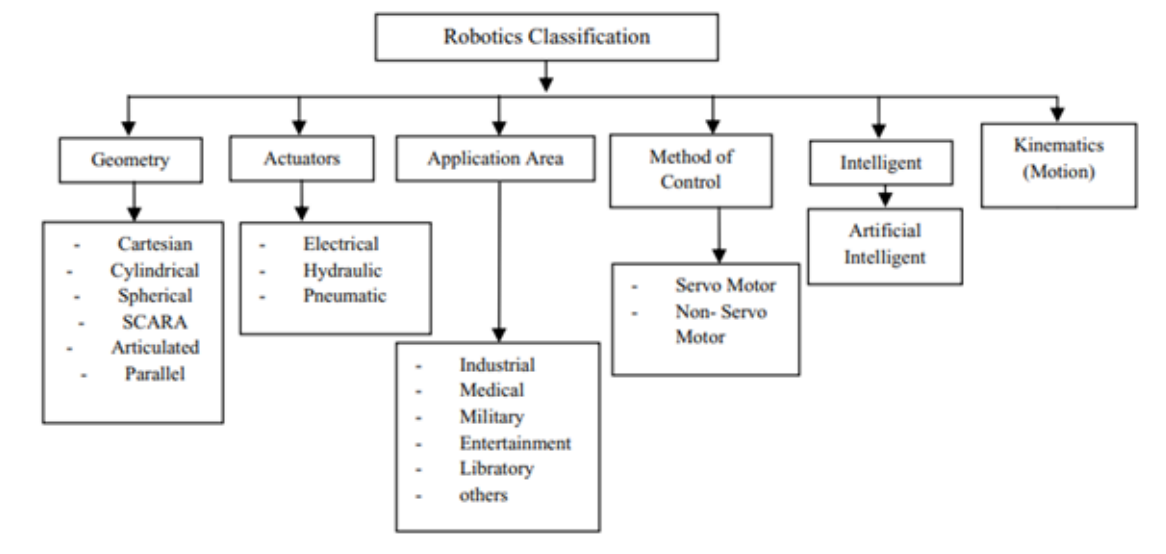 Robotics Classification
Geometry
Actuators
Application Area
Method of
Control
Intelligent
Kinematics
(Motion)
- Cartesian
- Cylindrical
- Spherical
- SCARA
- Articulated
- Parallel
- Electrical
- Hydraulic
- Pneumatic
- Industrial
- Medical
- Military
- Entertainment
- Libratory
- others
- Servo Motor
- Non- Servo
Motor
Artificial
Intelligent